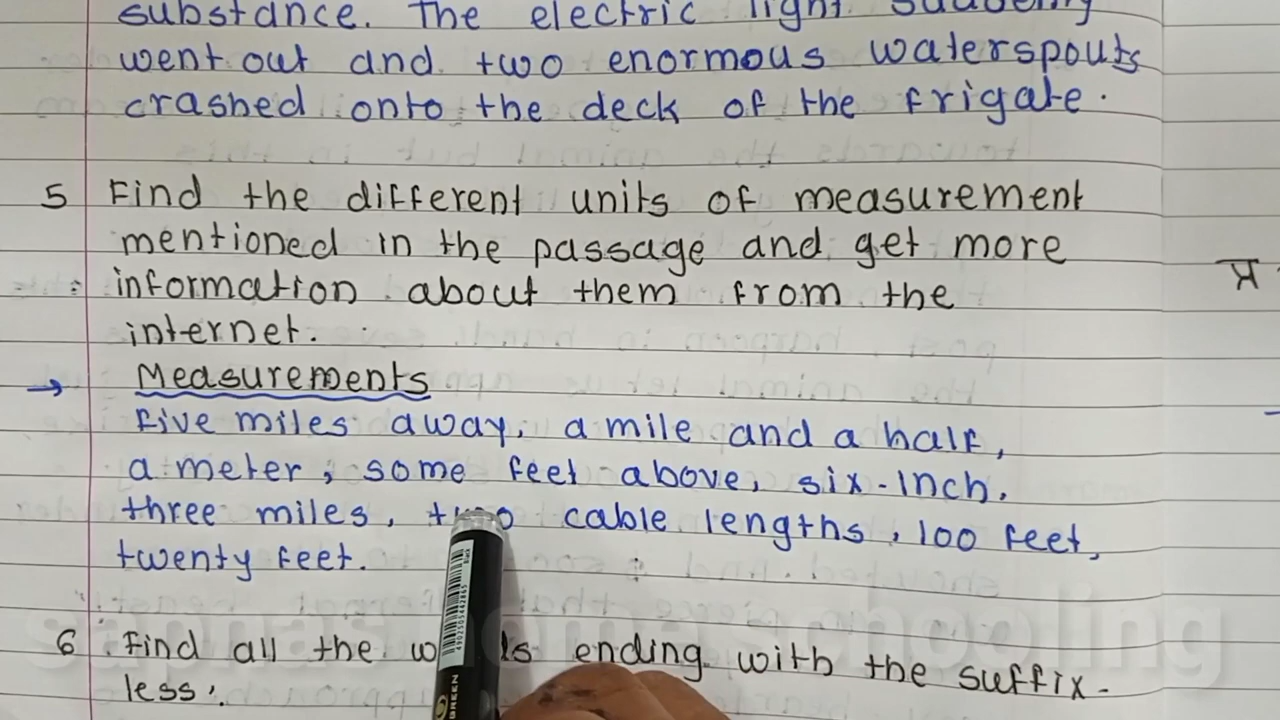 substance. The electric light suddenly
went out and two enormous waterspouts
crashed onto the deck of the frigate.
5 Find the different units of measurement
mentioned in the passage and get more
information about them from the
internet.
→ Measurements
five miles away, a mile and a half,
a meter, some feet above, six-Inch.
three miles, two cable lengths, 100 feet,
twenty feet.
6 Find all the words ending with the suffix-
less.
प्र
GREEN